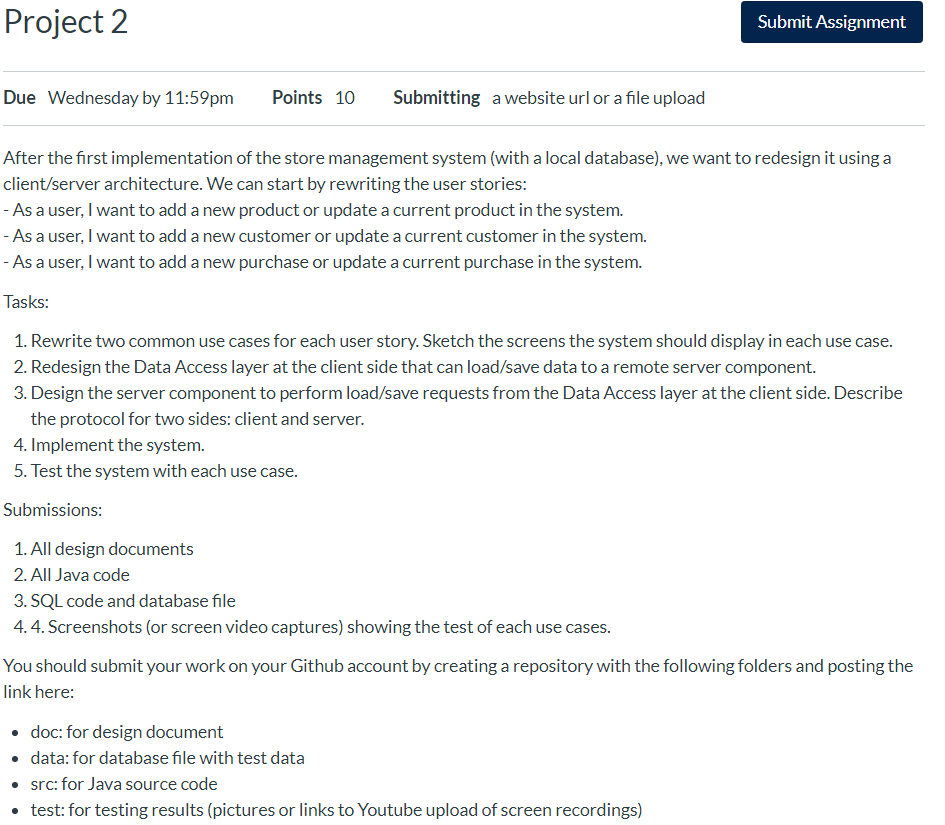 Project 2
Submit Assignment
Due Wednesday by 11:59pm Points 10 Submitting a website url or a file upload
After the first implementation of the store management system (with a local database), we want to redesign it using a
client/server architecture. We can start by rewriting the user stories:
- As a user, I want to add a new product or update a current product in the system.
- As a user, I want to add a new customer or update a current customer in the system.
- As a user, I want to add a new purchase or update a current purchase in the system.
Tasks:
1. Rewrite two common use cases for each user story. Sketch the screens the system should display in each use case.
2. Redesign the Data Access layer at the client side that can load/save data to a remote server component.
3. Design the server component to perform load/save requests from the Data Access layer at the client side. Describe
the protocol for two sides: client and server.
4. Implement the system.
5. Test the system with each use case.
Submissions:
1. All design documents
2. All Java code
3. SQL code and database file
4. 4. Screenshots (or screen video captures) showing the test of each use cases.
You should submit your work on your Github account by creating a repository with the following folders and posting the
link here:
• doc: for design document
• data: for database file with test data
• src: for Java source code
• test: for testing results (pictures or links to Youtube upload of screen recordings)